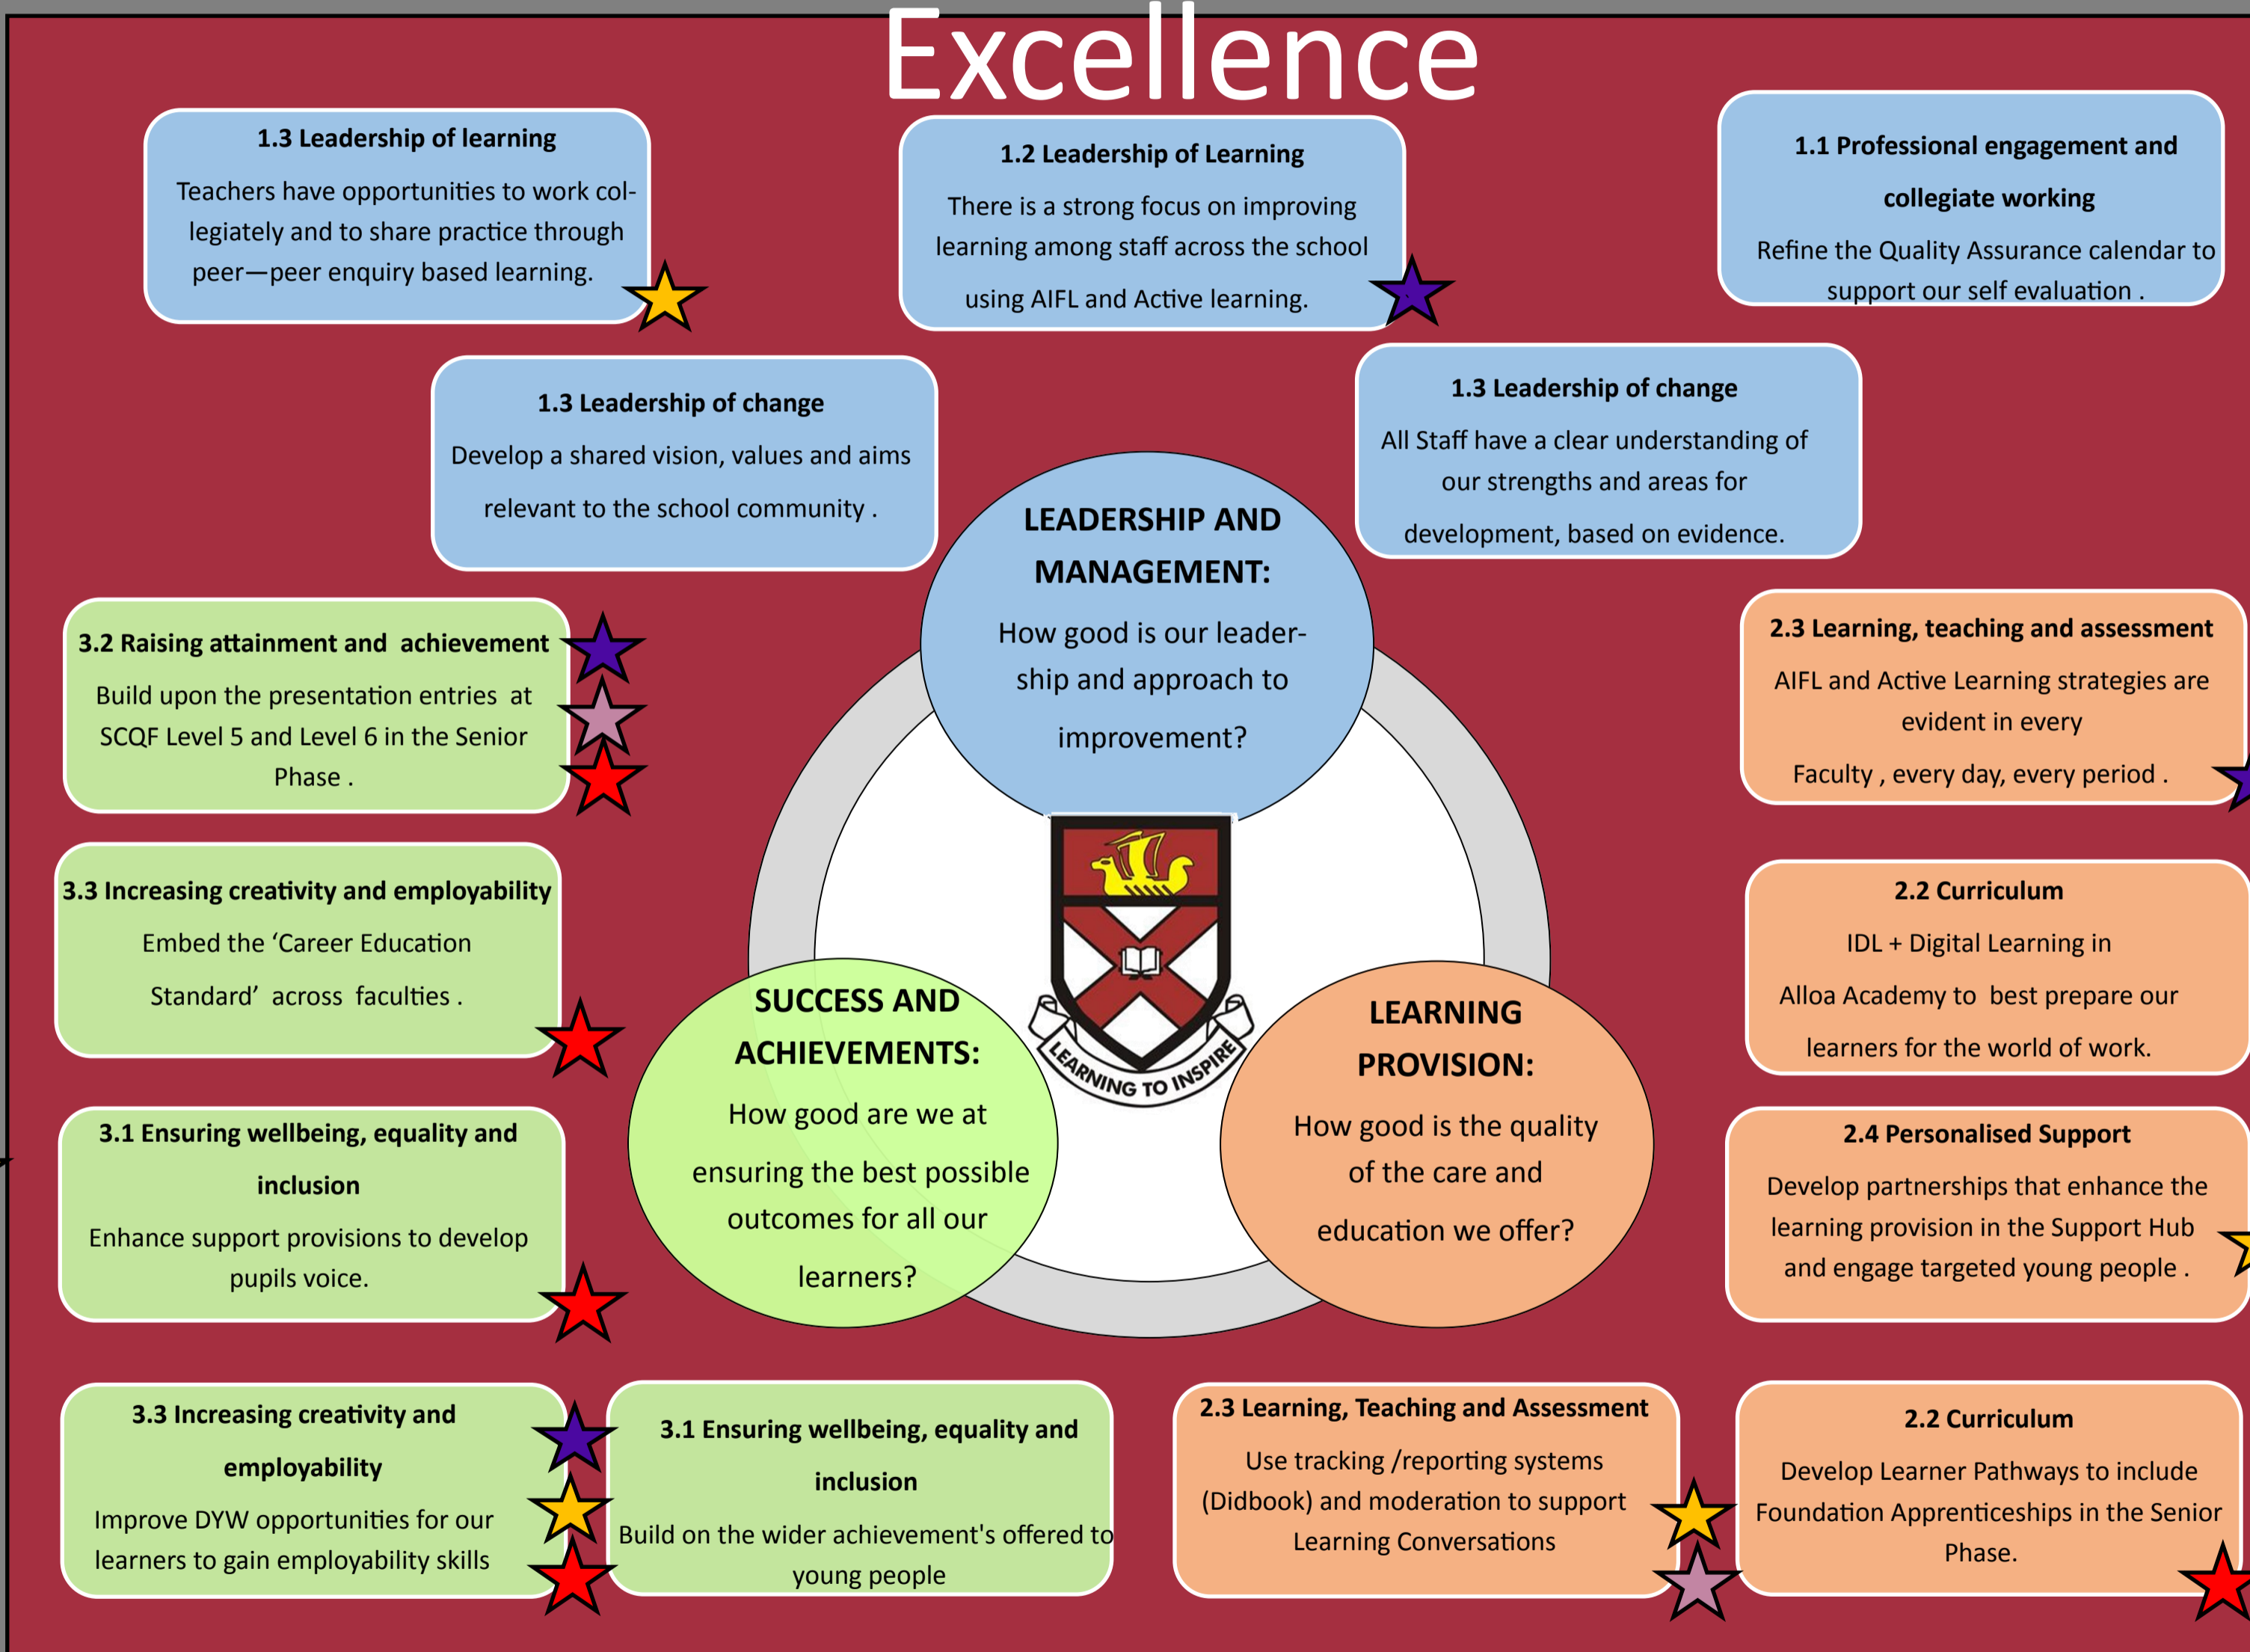 Excellence
1.3 Leadership of learning
Teachers have opportunities to work col-
legiately and to share practice through
peer—peer enquiry based learning.
1.2 Leadership of Learning
There is a strong focus on improving
learning among staff across the school
using AIFL and Active learning.
1.1 Professional engagement and
collegiate working
Refine the Quality Assurance calendar to
support our self evaluation .
1.3 Leadership of change
Develop a shared vision, values and aims
relevant to the school community .
1.3 Leadership of change
All Staff have a clear understanding of
our strengths and areas for
development, based on evidence.
LEADERSHIP AND
MANAGEMENT:
How good is our leader-
ship and approach to
improvement?
3.2 Raising attainment and  achievement
Build upon the presentation entries  at
SCQF Level 5 and Level 6 in the Senior
Phase .
2.3 Learning, teaching and assessment
AIFL and Active Learning strategies are
evident in every
Faculty , every day, every period .
3.3 Increasing creativity and employability
Embed the ‘Career Education
Standard’  across  faculties .
2.2 Curriculum
IDL + Digital Learning in
Alloa Academy to  best prepare our
learners for the world of work.
LEARNING TO INSPIRE
SUCCESS AND
ACHIEVEMENTS:
How good are we at
ensuring the best possible
outcomes for all our
learners?
LEARNING
PROVISION:
How good is the quality
of the care and
education we offer?
3.1 Ensuring wellbeing, equality and
inclusion
Enhance support provisions to develop
pupils voice.
2.4 Personalised Support
Develop partnerships that enhance the
learning provision in the Support Hub
and engage targeted young people .
3.3 Increasing creativity and
employability
Improve DYW opportunities for our
learners to gain employability skills
3.1 Ensuring wellbeing, equality and
inclusion
Build on the wider achievement's offered to
young people
2.3 Learning, Teaching and Assessment
Use tracking /reporting systems
(Didbook) and moderation to support
Learning Conversations
2.2 Curriculum
Develop Learner Pathways to include
Foundation Apprenticeships in the Senior
Phase.